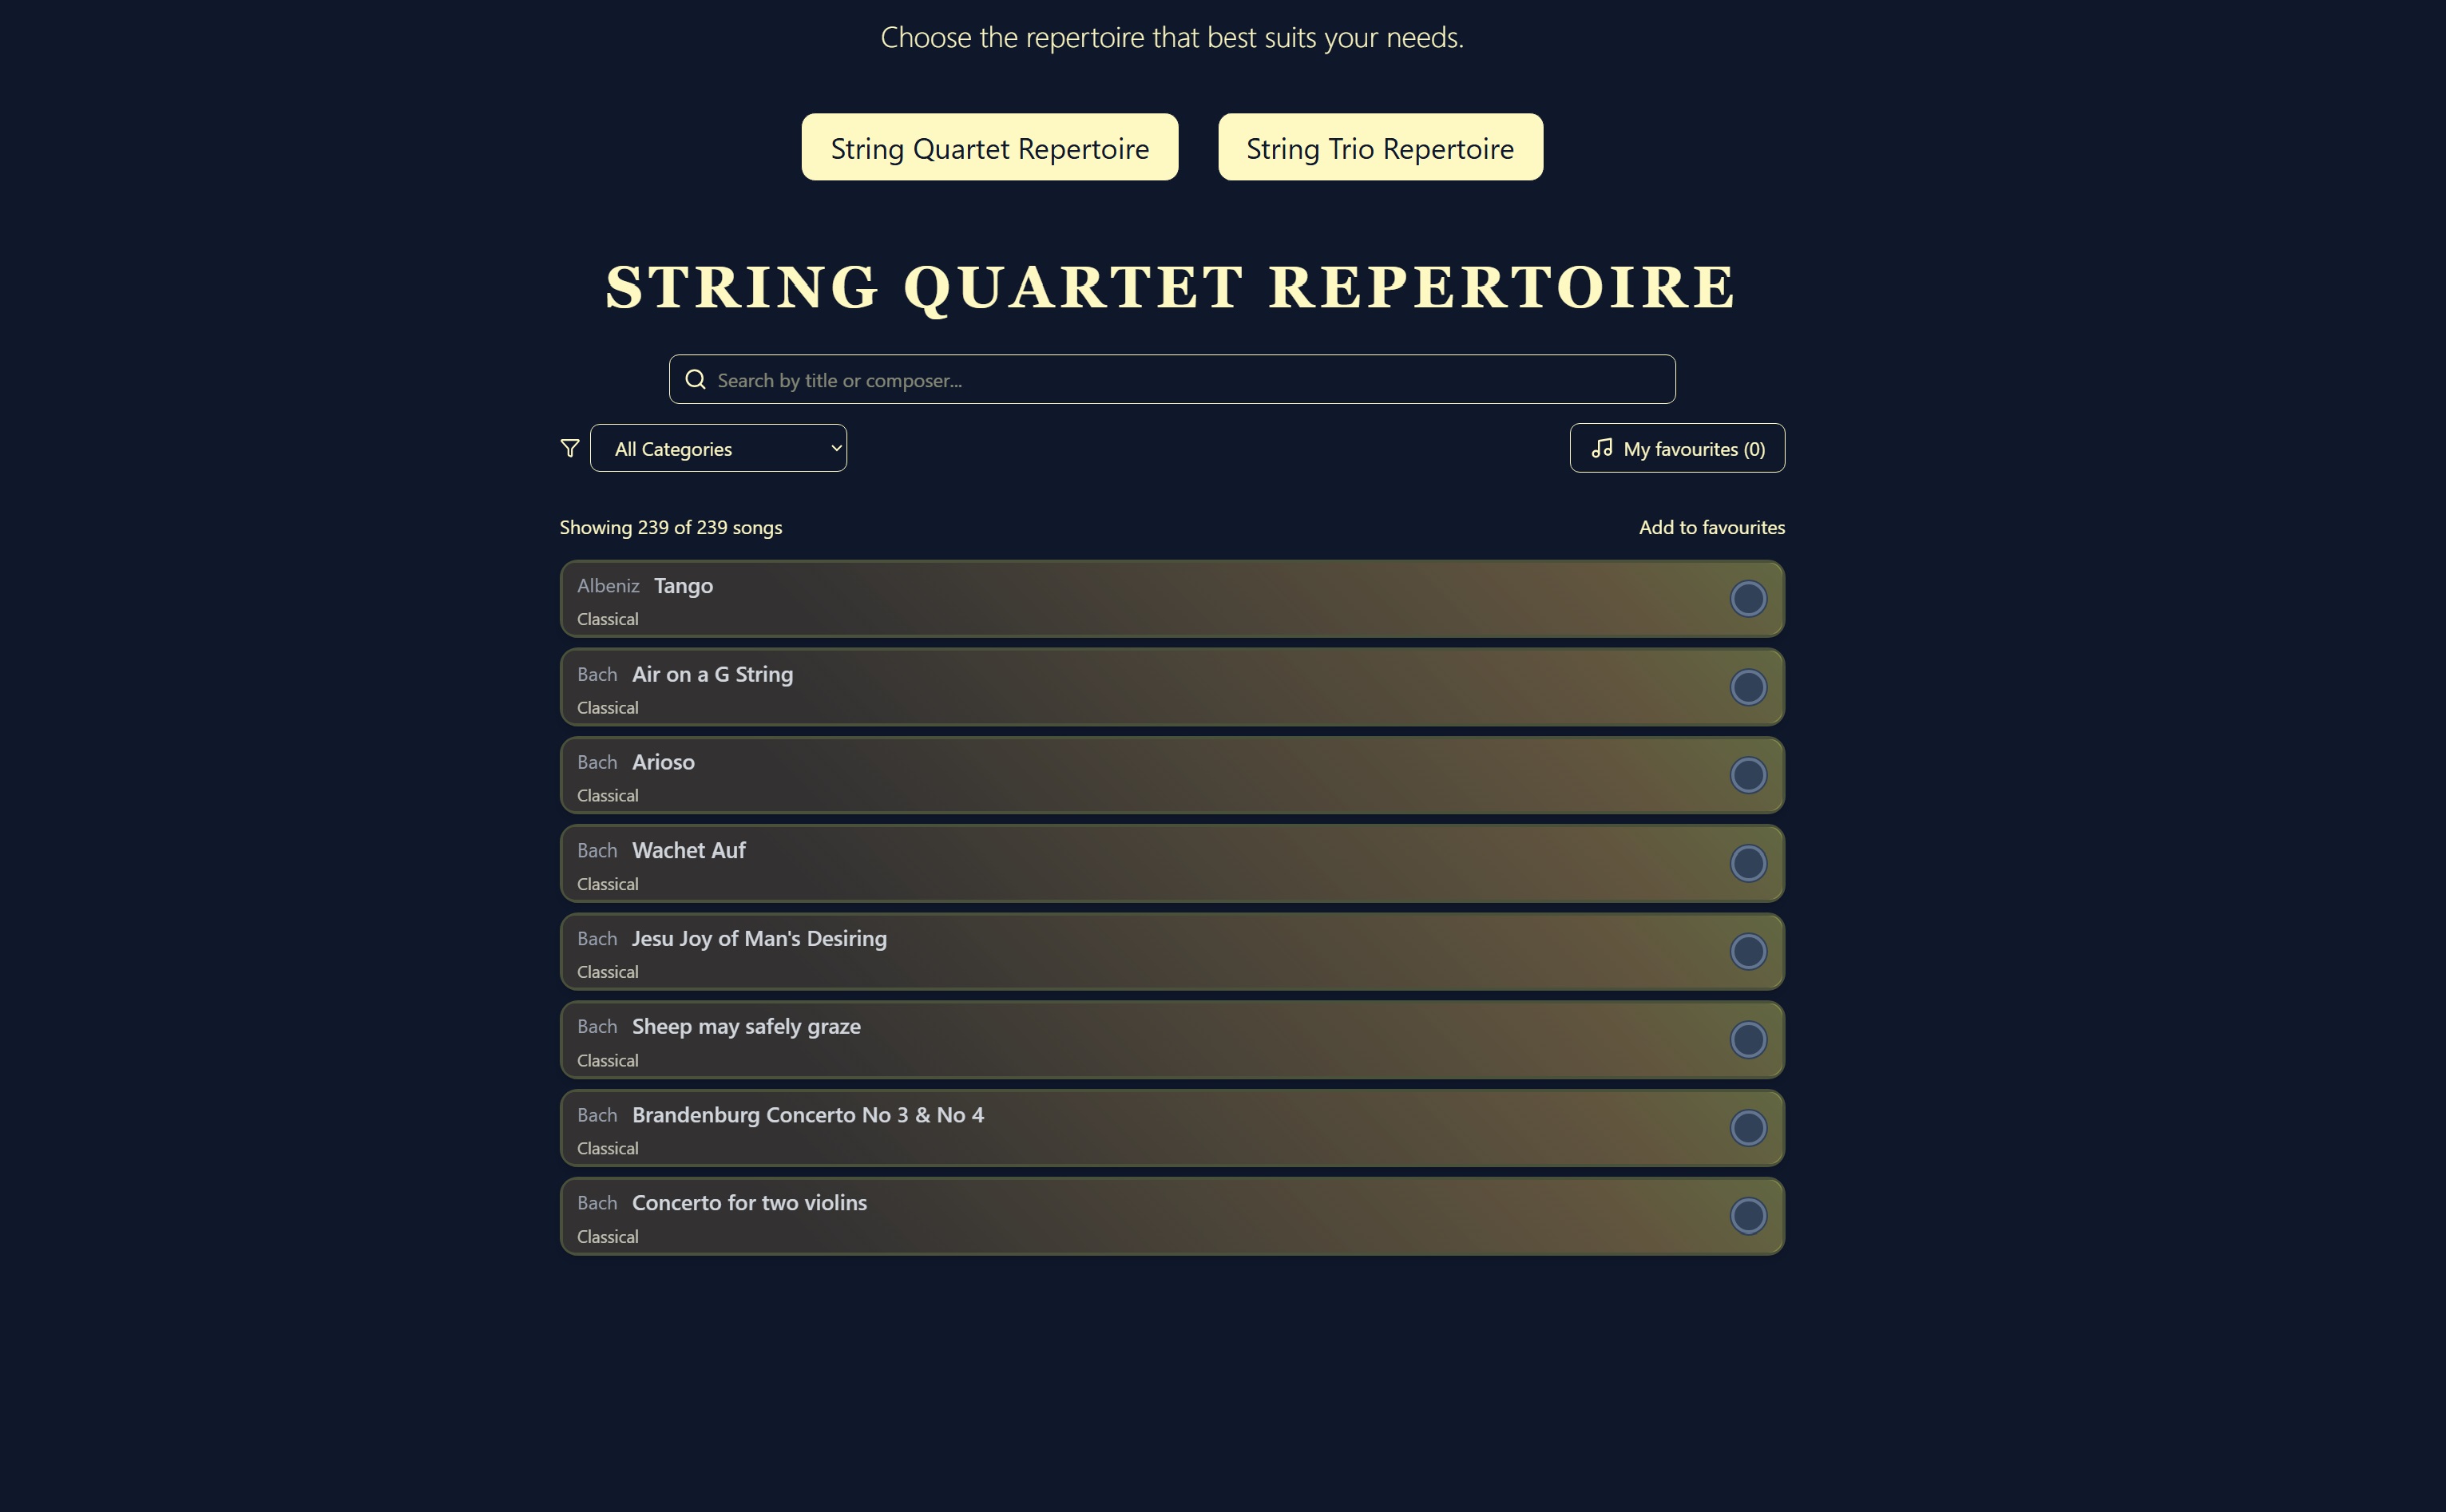 Choose the repertoire that best suits your needs.
String Quartet Repertoire
String Trio Repertoire
STRING QUARTET REPERTOIRE
Search by title or composer...
All Categories
My favourites (0)
Showing 239 of 239 songs
Add to favourites
Albeniz Tango
Classical
Bach Air on a G String
Classical
Bach Arioso
Classical
Bach Wachet Auf
Classical
Bach Jesu Joy of Man's Desiring
Classical
Bach Sheep may safely graze
Classical
Bach Brandenburg Concerto No 3 & No 4
Classical
Bach Concerto for two violins
Classical